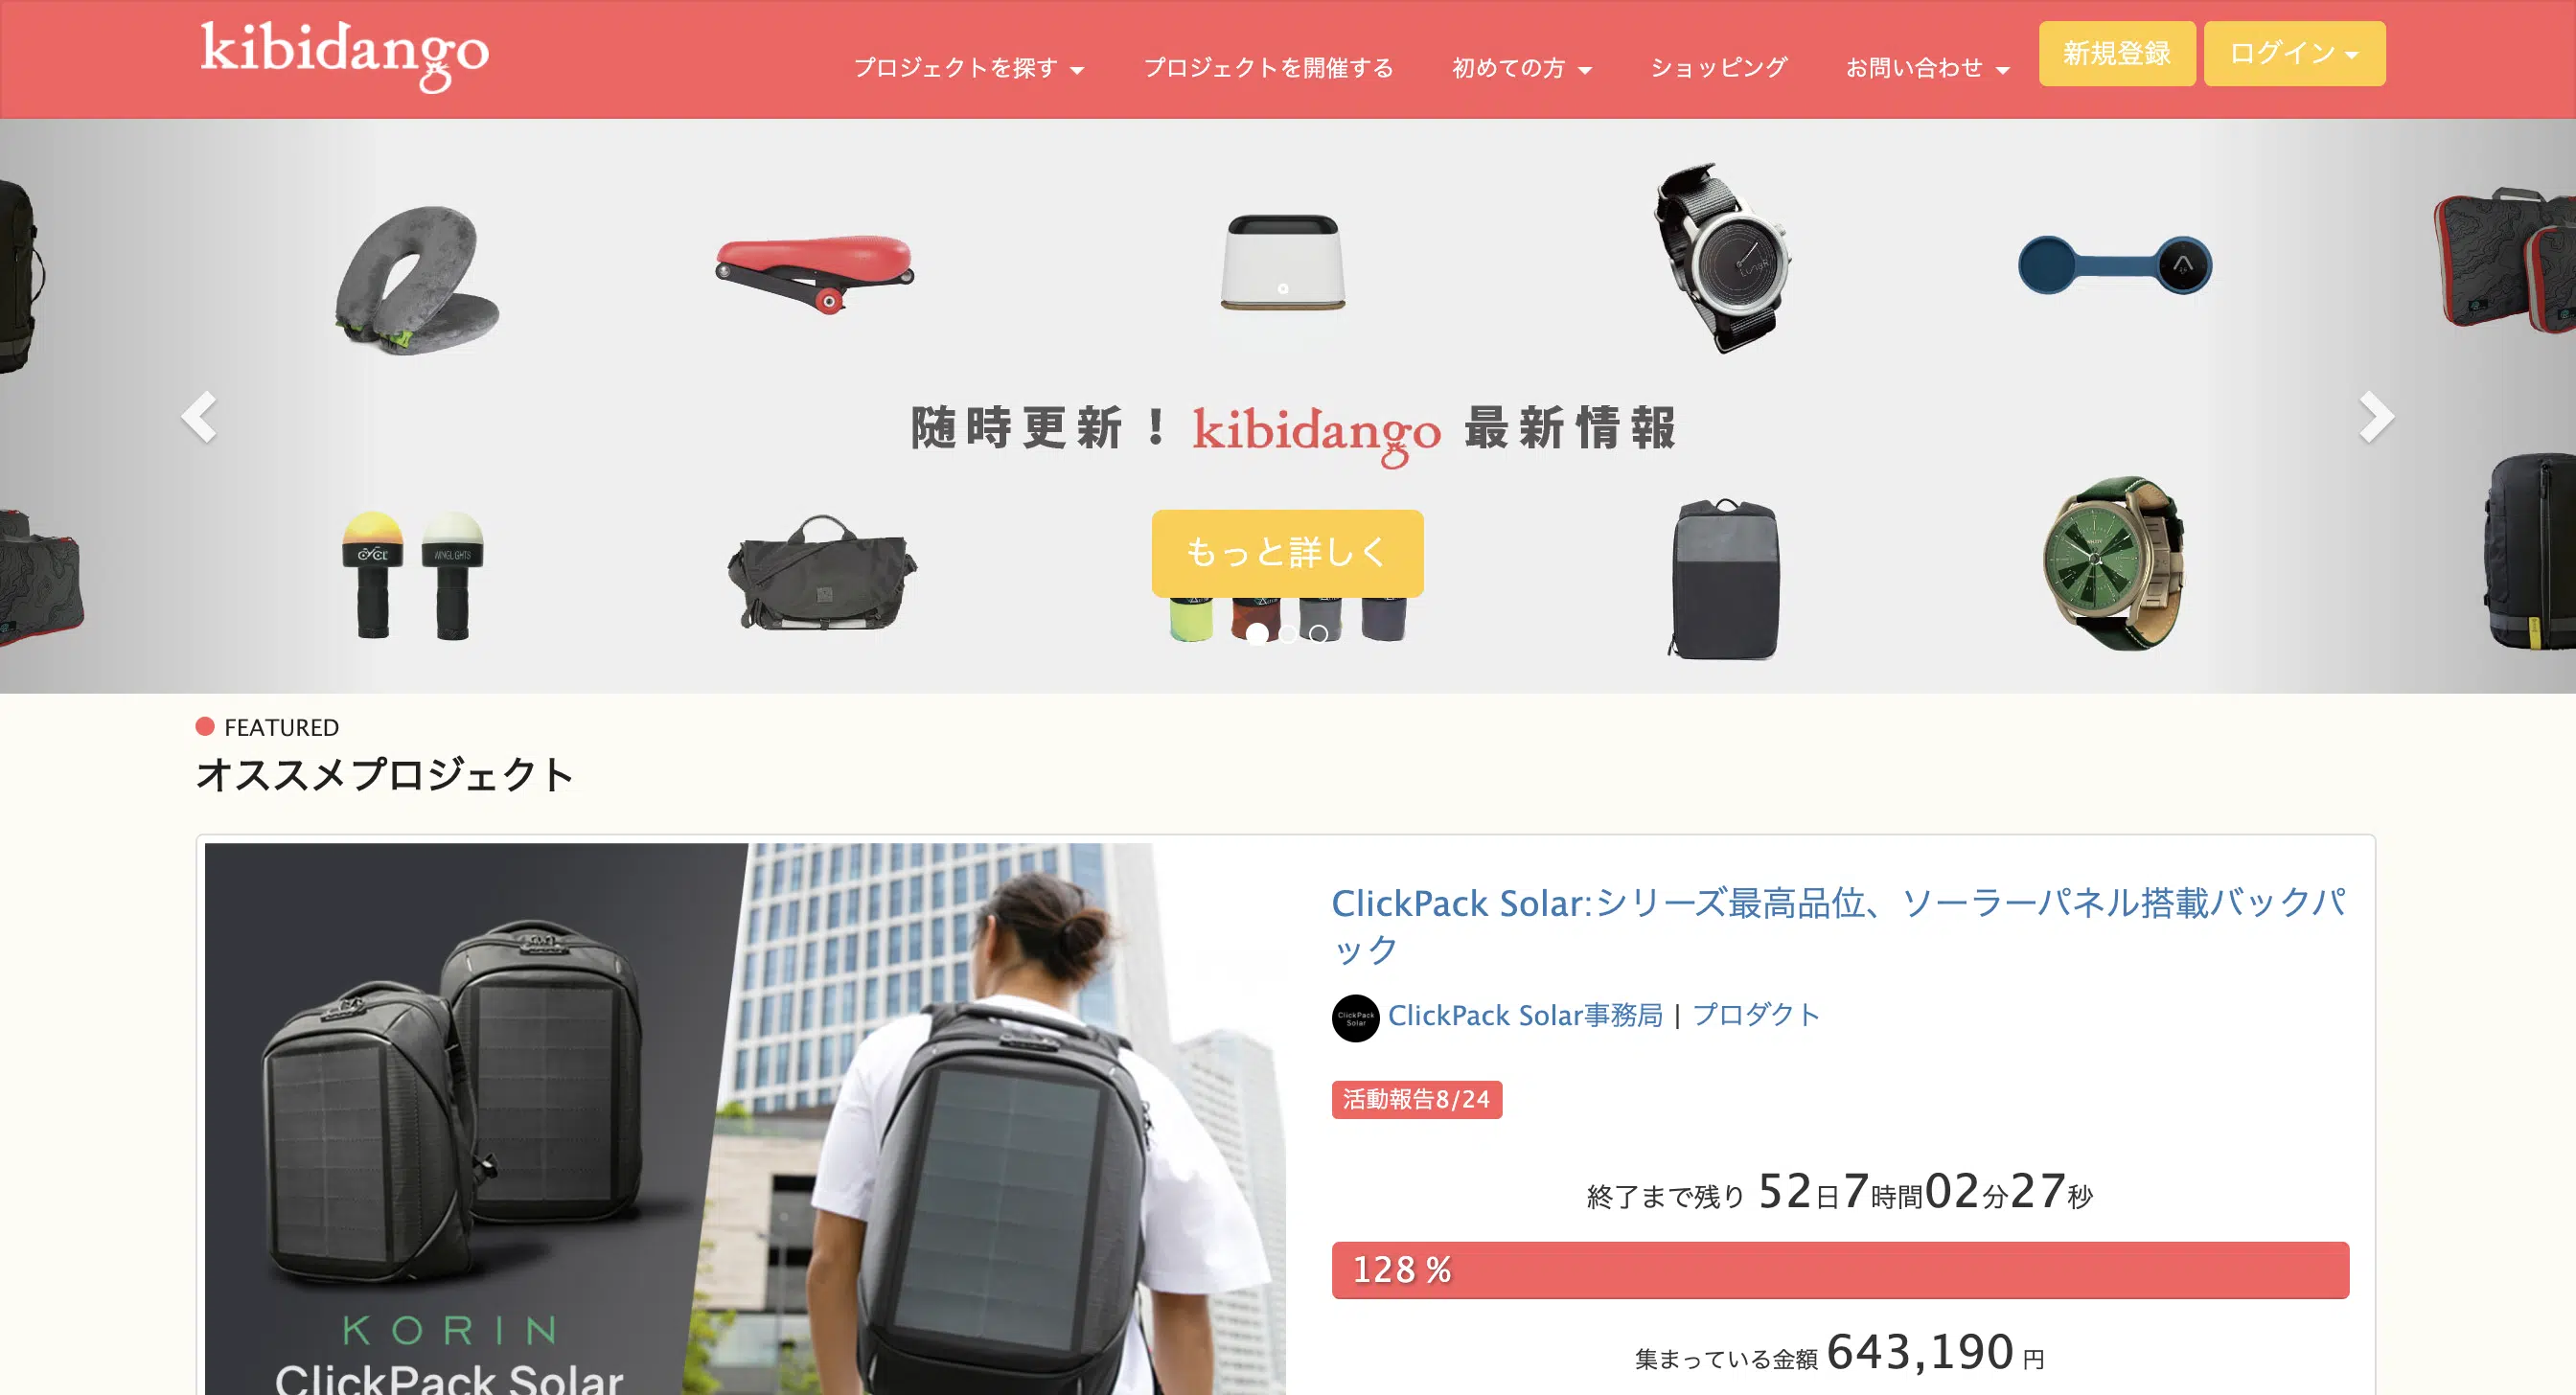 kibidango
プロジェクトを探す プロジェクトを開催する 初めての方 ショッピング お問い合わせ 新規登録 ログイン
随時更新！ kibidango 最新情報
もっと詳しく
CYCL WINGLIGHTS
FEATURED
オススメプロジェクト
ClickPack Solar:シリーズ最高品位、ソーラーパネル搭載バックパ
ック
ClickPack
Solar
ClickPack Solar事務局 | プロダクト
活動報告8/24
終了まで残り 52日7時間02分27秒
128 %
集まっている金額 643,190 円
KORIN
ClickPack Solar